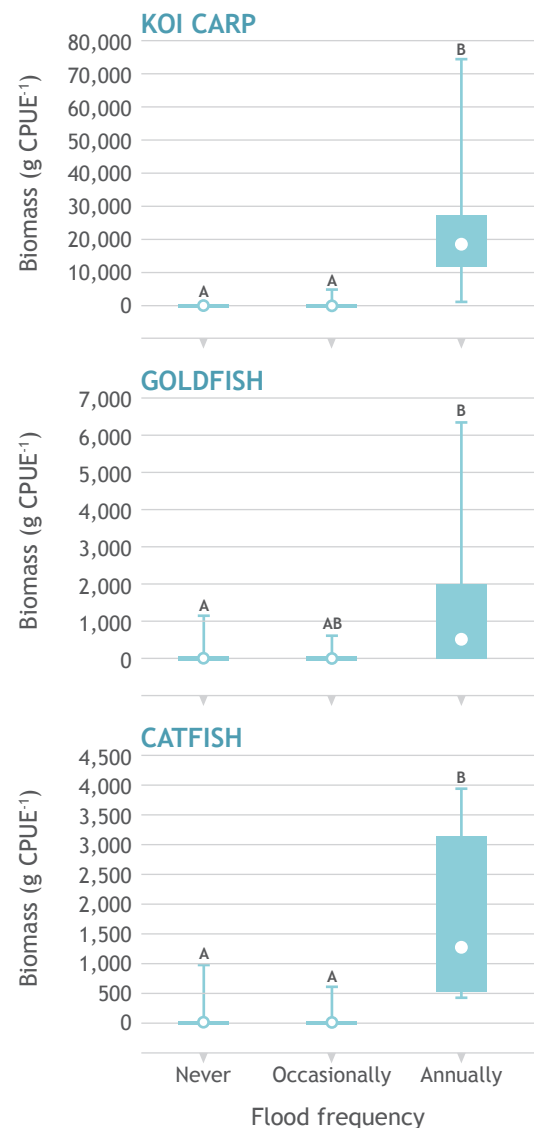 KOI CARP
Biomass (g CPUE⁻¹)
80,000
70,000
60,000
50,000
40,000
30,000
20,000
10,000
0
A
A
B
GOLDFISH
Biomass (g CPUE⁻¹)
7,000
6,000
5,000
4,000
3,000
2,000
1,000
0
A
AB
B
CATFISH
Biomass (g CPUE⁻¹)
4,500
4,000
3,500
3,000
2,500
2,000
1,500
1,000
500
0
A
A
B
Never Occasionally Annually
Flood frequency